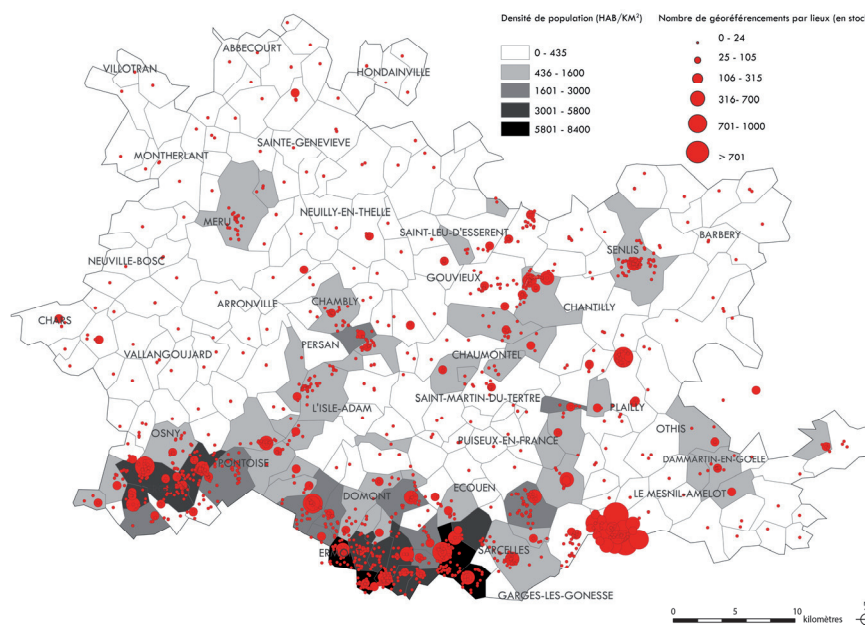 Densité de population (HAB/KM²)
0 - 435
436 - 1600
1601 - 3000
3001 - 5800
5801 - 8400
Nombre de géoréférencements par lieux (en stock
0 - 24
25 - 105
106 - 315
316- 700
701- 1000
> 701
ABBECOURT
VILLOTRAN
HONDAINVILLE
SAINTE-GENEVIEVE
MONTHERLANT
NEUILLY-EN-THELLE
MERU
SAINT-LEU-D'ESSERENT
BARBERY
SENLIS
NEUVILLE-BOSC
GOUVIEUX
ARRONVILLE
CHAMBLY
CHANTILLY
CHARS
PERSAN
VALLANGOUJARD
CHAUMONTEL
L'ISLE-ADAM
SAINT-MARTIN-DU-TERTRE
PLAILLY
OSNY
OTHIS
PUISEUX-EN-FRANCE
PONTOISE
DAMMARTIN-EN-GOELE
ECOUEN
DOMONT
LE MESNIL-AMELOT
SARCELLES
GARGES-LES-GONESSE
0 5 10
kilomètres